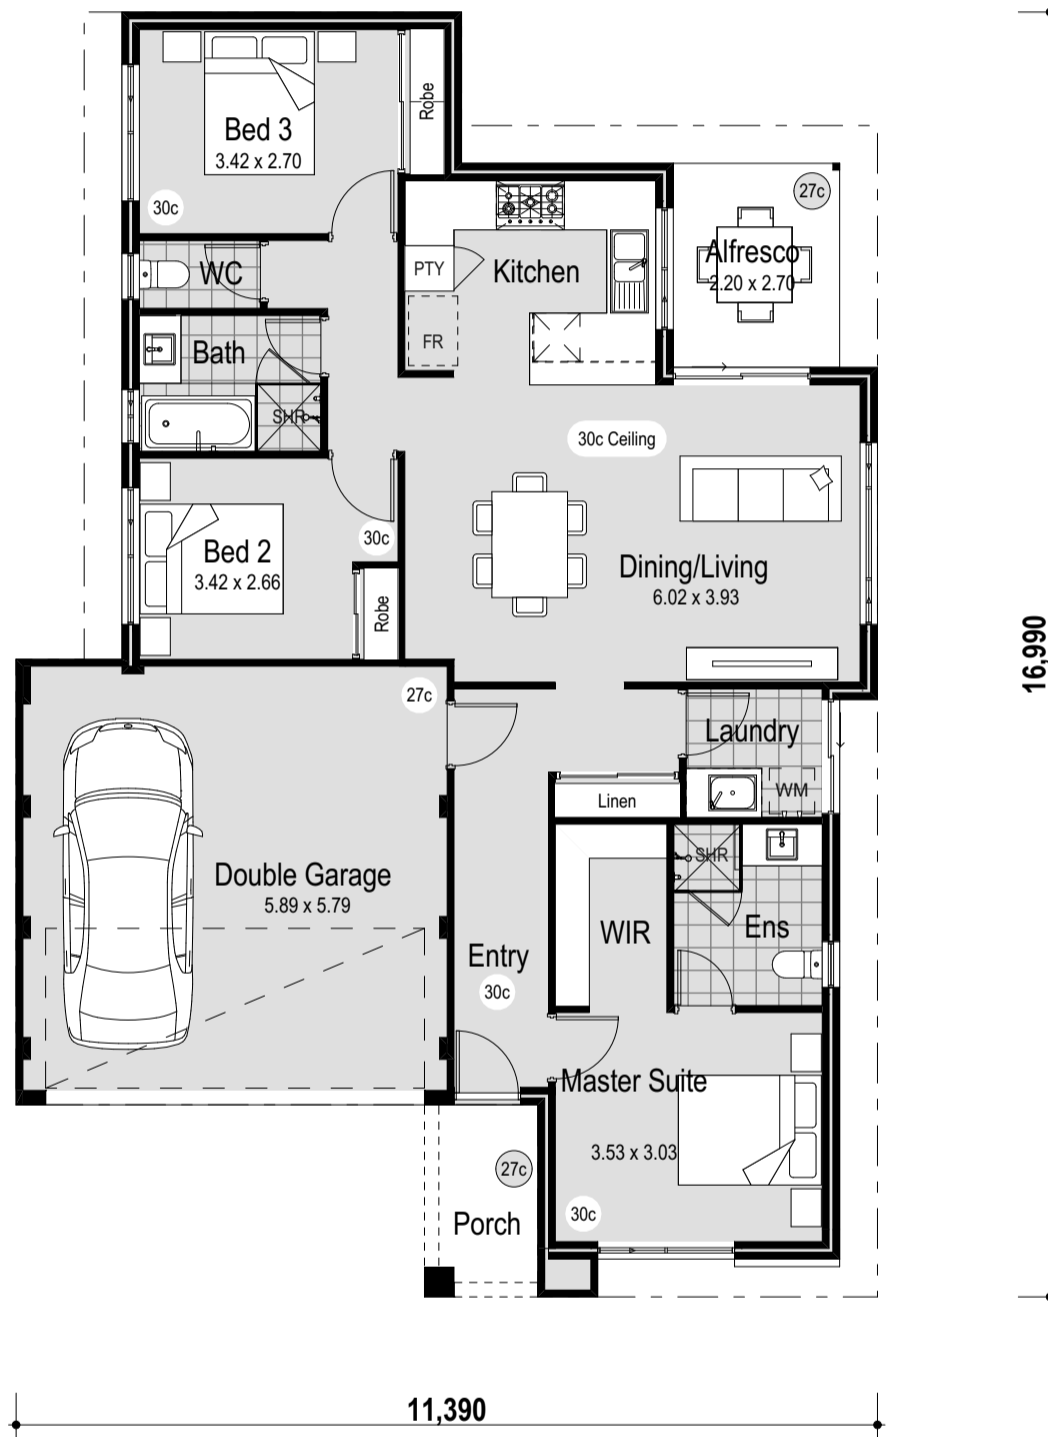 Bed 3
3.42 x 2.70
Robe
30c
27c
WC
PTY
Kitchen
Alfresco
2.20 x 2.70
FR
Bath
SHR
30c Ceiling
30c
Bed 2
3.42 x 2.66
Robe
Dining/Living
6.02 x 3.93
16,990
27c
Laundry
WM
Linen
SHR
Double Garage
5.89 x 5.79
WIR
Ens
Entry
30c
Master Suite
3.53 x 3.03
27c
Porch
30c
11,390